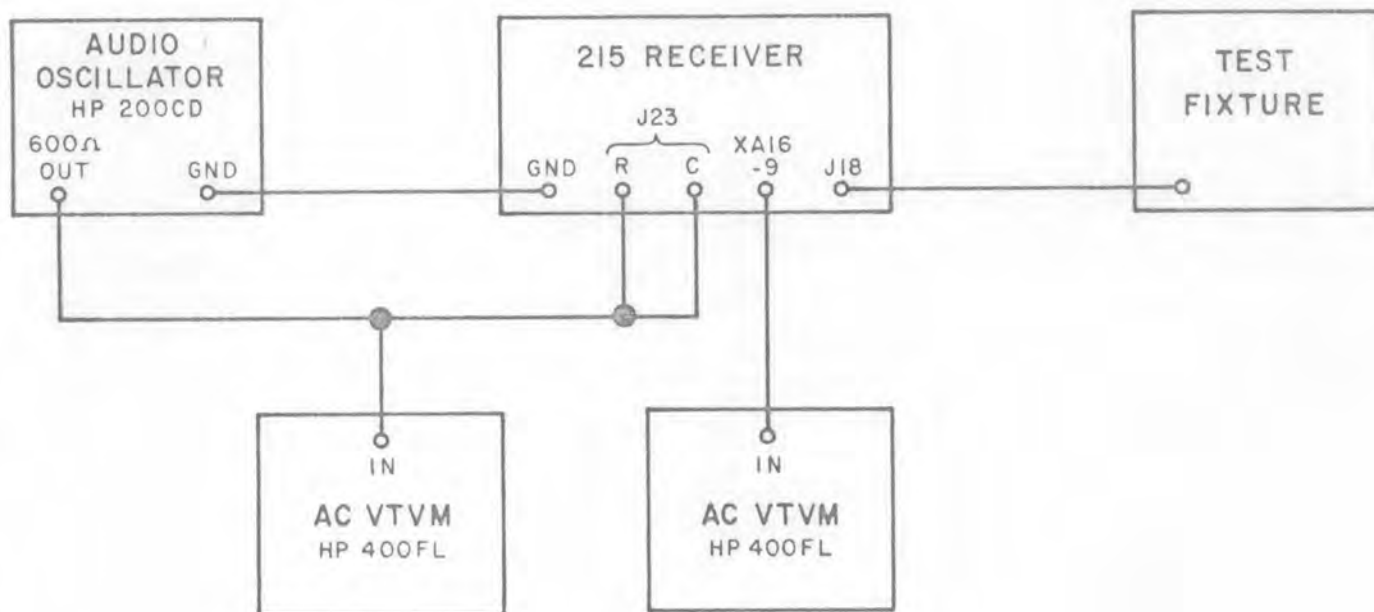 AUDIO
OSCILLATOR
HP 200CD
600Ω
OUT
GND
215 RECEIVER
J23
GND
R
C
XA16
-9
J18
TEST
FIXTURE
IN
AC VTVM
HP 400FL
IN
AC VTVM
HP 400FL